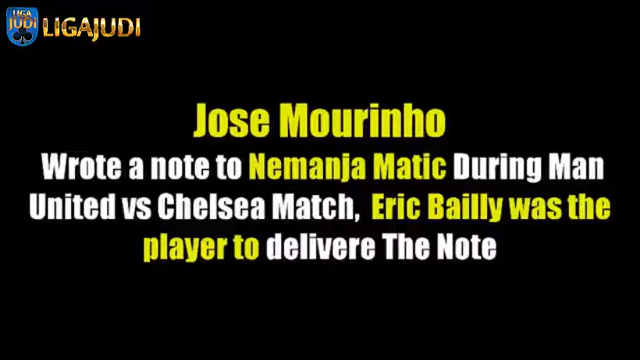 LIGA
JUDI
LIGAJUDI
Jose Mourinho
Wrote a note to Nemanja Matic During Man
United vs Chelsea Match, Eric Bailly was the
player to delivere The Note